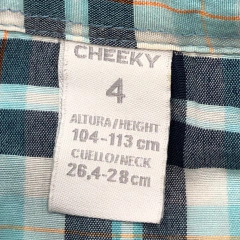 CHEEKY
4
ALTURA/HEIGHT
104-113 cm
CUELLO/NECK
26,4-28 cm